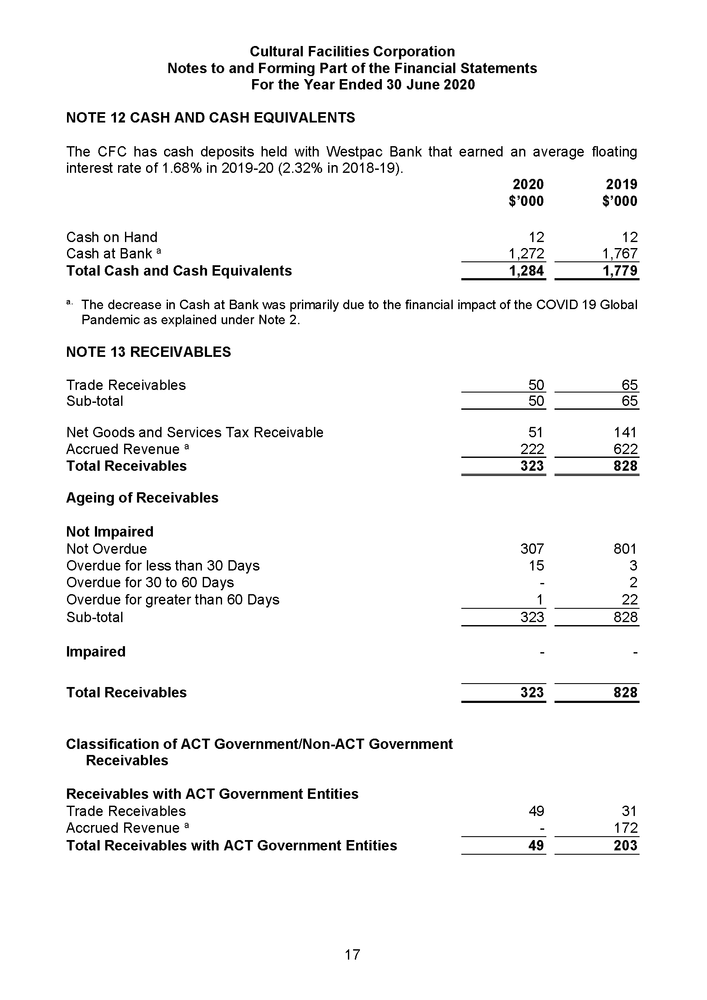 Cultural Facilities Corporation
Notes to and Forming Part of the Financial Statements
For the Year Ended 30 June 2020
NOTE 12 CASH AND CASH EQUIVALENTS
The CFC has cash deposits held with Westpac Bank that earned an average floating
interest rate of 1.68% in 2019-20 (2.32% in 2018-19).
2020 2019
$’000 $’000
Cash on Hand 12 12
Cash at Bank a 1,272 1,767
Total Cash and Cash Equivalents 1,284 1,779
a. The decrease in Cash at Bank was primarily due to the financial impact of the COVID 19 Global
Pandemic as explained under Note 2.
NOTE 13 RECEIVABLES
Trade Receivables 50 65
Sub-total 50 65
Net Goods and Services Tax Receivable 51 141
Accrued Revenue a 222 622
Total Receivables 323 828
Ageing of Receivables
Not Impaired
Not Overdue 307 801
Overdue for less than 30 Days 15 3
Overdue for 30 to 60 Days - 2
Overdue for greater than 60 Days 1 22
Sub-total 323 828
Impaired - -
Total Receivables 323 828
Classification of ACT Government/Non-ACT Government
Receivables
Receivables with ACT Government Entities
Trade Receivables 49 31
Accrued Revenue a - 172
Total Receivables with ACT Government Entities 49 203
17